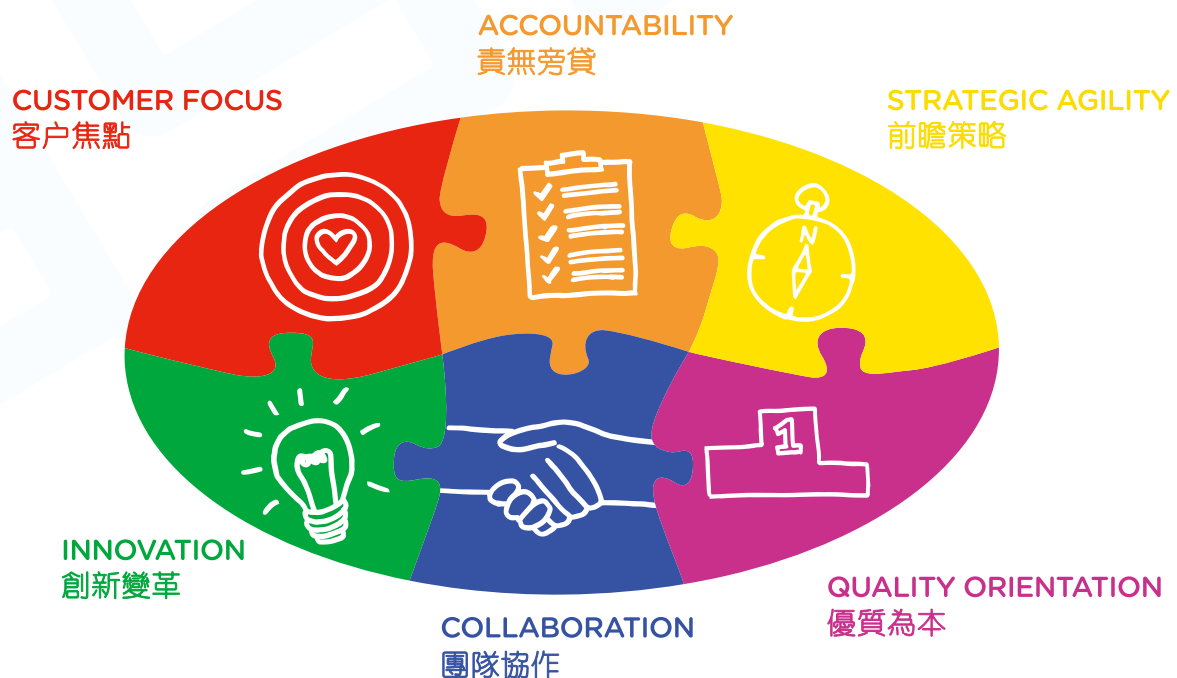 ACCOUNTABILITY
責無旁貸
CUSTOMER FOCUS
客户焦點
STRATEGIC AGILITY
前瞻策略
N
1
INNOVATION
創新變革
QUALITY ORIENTATION
優質為本
COLLABORATION
團隊協作